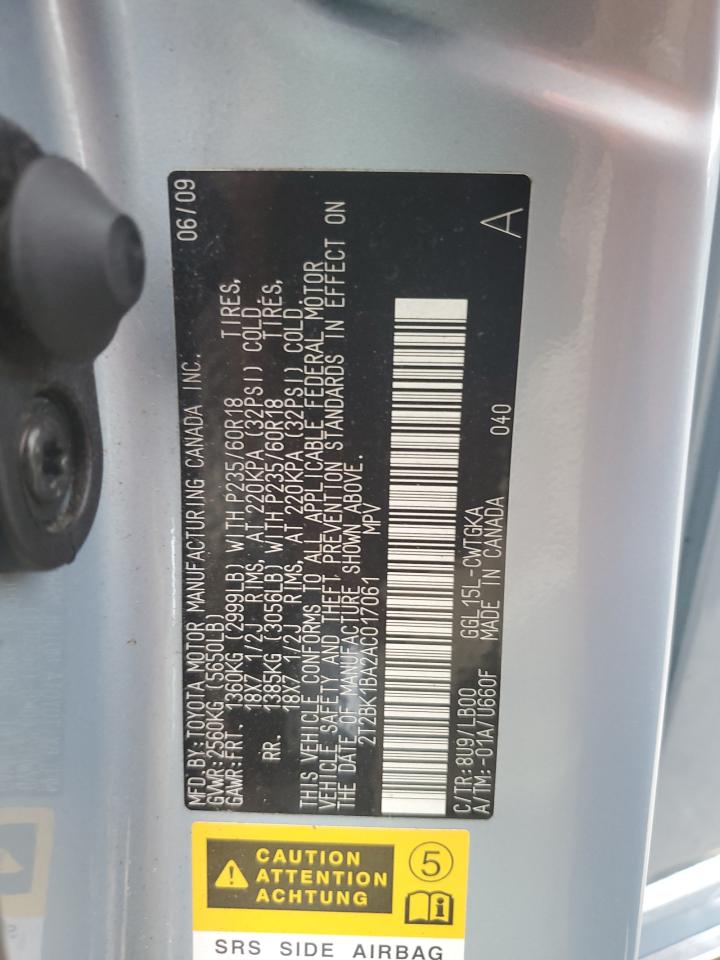 MFD BY:TOYOTA MOTOR MANUFACTURING CANADA INC. 06/09
GVWR:2560KG (5650LB)
GAWR:FRT. 1360KG (2999LB) WITH P235/60R18 TIRES,
18X7 1/2J RIMS, AT 220KPA (32PSI) COLD.
RR. 1385KG (3056LB) WITH P235/60R18 TIRES,
18X7 1/2J RIMS, AT 220KPA (32PSI) COLD.
THIS VEHICLE CONFORMS TO ALL APPLICABLE FEDERAL MOTOR
VEHICLE SAFETY AND THEFT PREVENTION STANDARDS IN EFFECT ON
THE DATE OF MANUFACTURE SHOWN ABOVE.
2T2BK1BA2AC017061 MPV
C/TR:8U9/LB00 GGL15L-CWTGKA 040 A
A/TM:-01A/U660F MADE IN CANADA
CAUTION
ATTENTION
ACHTUNG
5
SRS SIDE AIRBAG